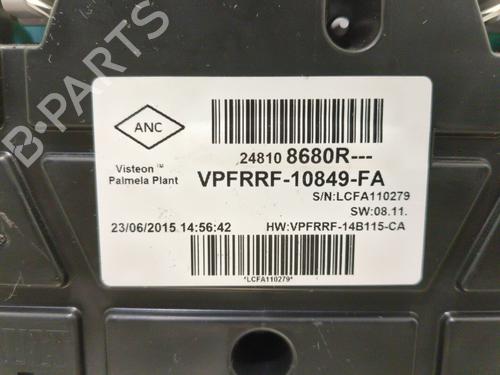 B-PARTS
ANC
24810 8680R---
Visteon™
Palmela Plant
VPFRRF-10849-FA
S/N:LCFA110279
SW:08.11.
23/06/2015 14:56:42
HW:VPFRRF-14B115-CA
*LCFA110279*